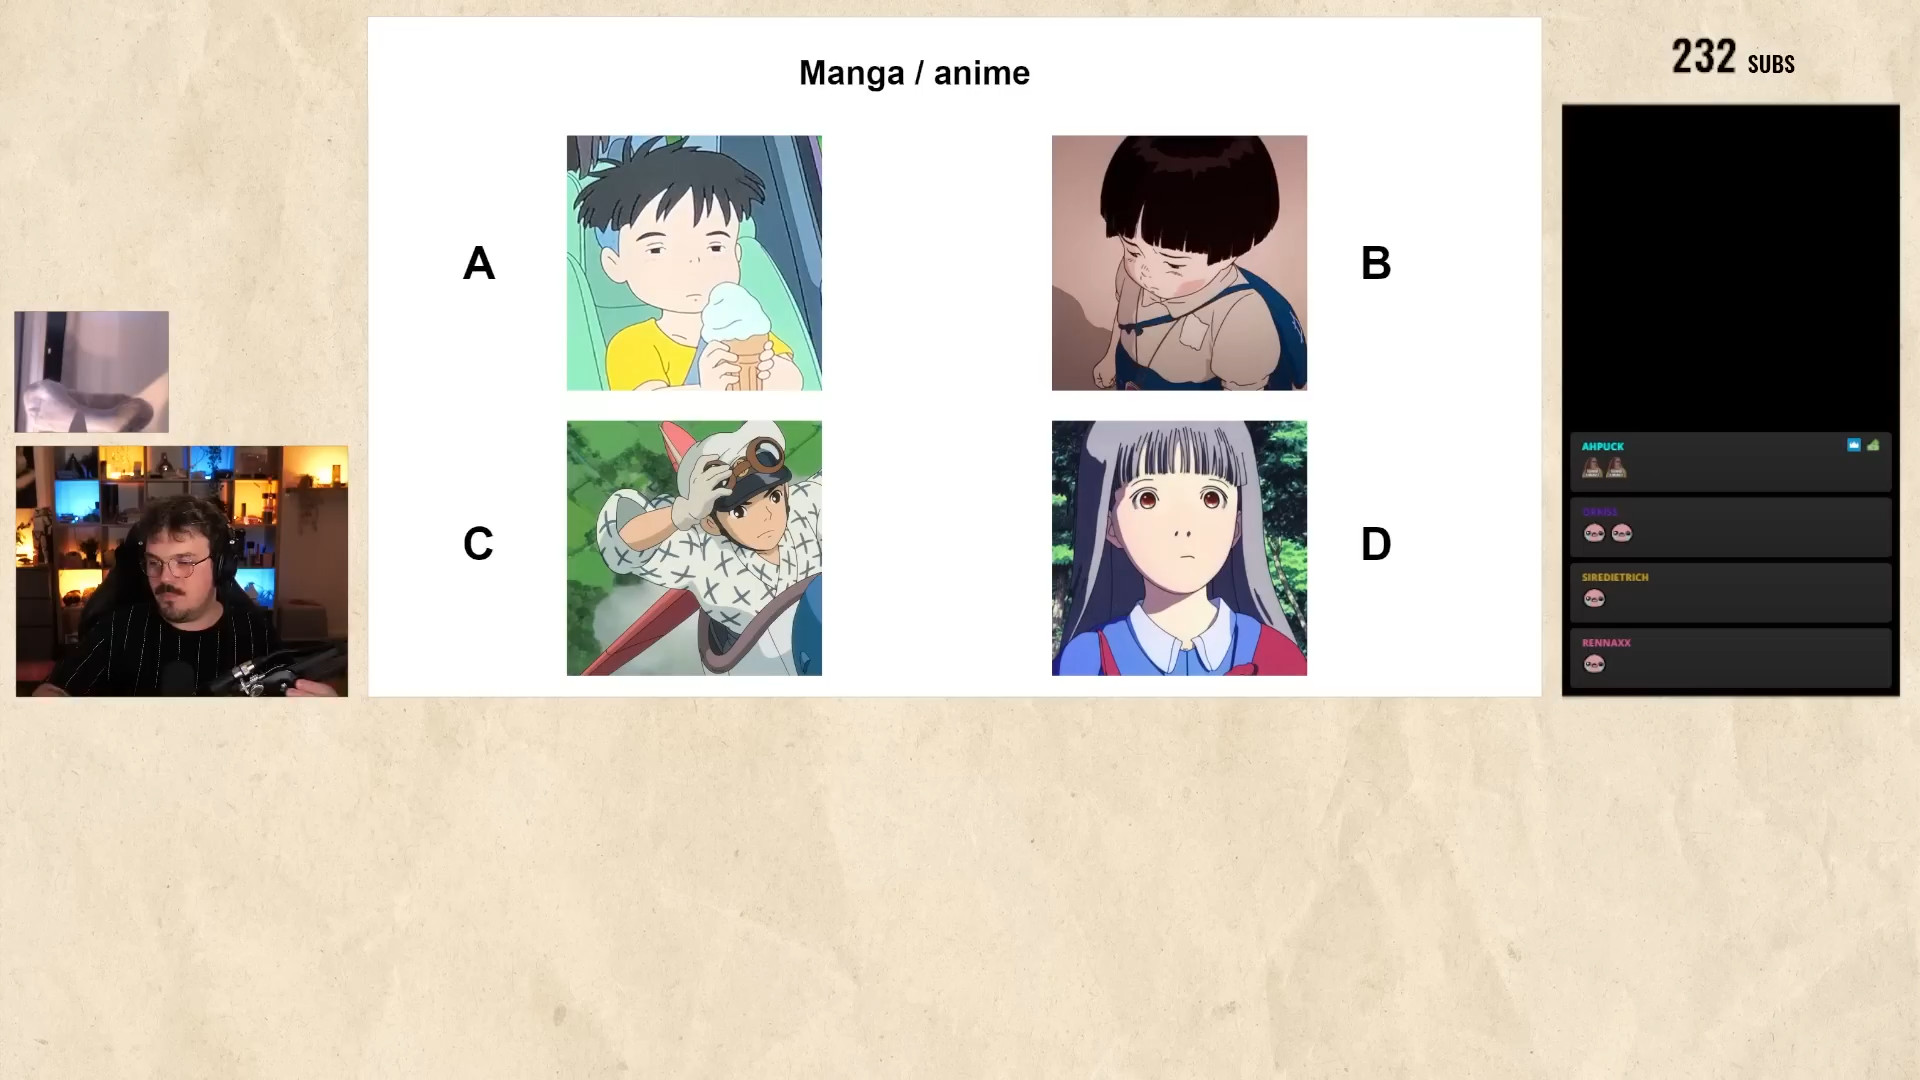 Manga / anime
A
B
C
D
232 SUBS
AHPUCK
SIREDIETRICH
RENNAXX